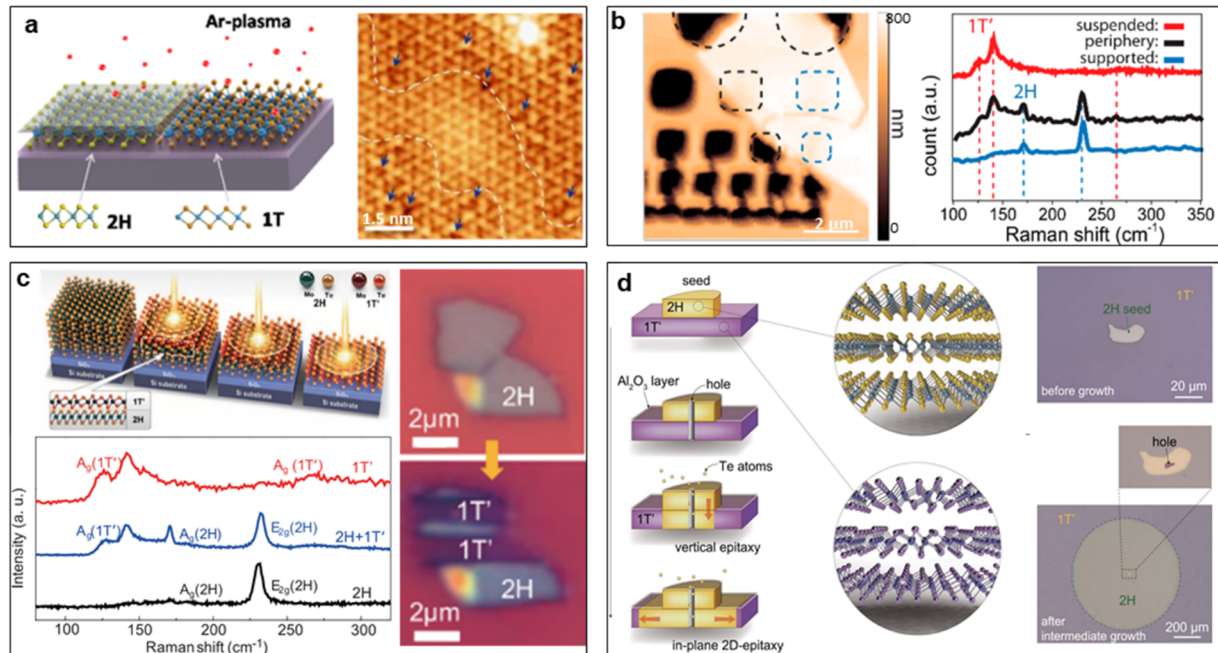 a
Ar-plasma
2H
1T
1.5 nm
b
800
nm
0
2 μm
1T′
suspended:
periphery:
supported:
2H
count (a.u.)
100 150 200 250 300 350
Raman shift (cm⁻¹)
c
Mo Te Mo Te
2H 1T'
SiOₓ
Si substrate
SiOₓ
Si substrate
SiOₓ
Si substrate
SiOₓ
Si substrate
1T'
2H
Intensity (a. u.)
A_g(1T') A_g (1T') 1T'
A_g(1T') A_g(2H) E_2g(2H) 2H+1T'
A_g(2H) E_2g(2H) 2H
100 150 200 250 300
Raman shift (cm⁻¹)
2H
2μm
1T'
1T'
2H
2μm
d
seed
2H
1T'
Al₂O₃ layer
hole
Te atoms
1T'
vertical epitaxy
in-plane 2D-epitaxy
1T'
2H seed
before growth
20 μm
hole
1T'
2H
after
intermediate growth
200 μm